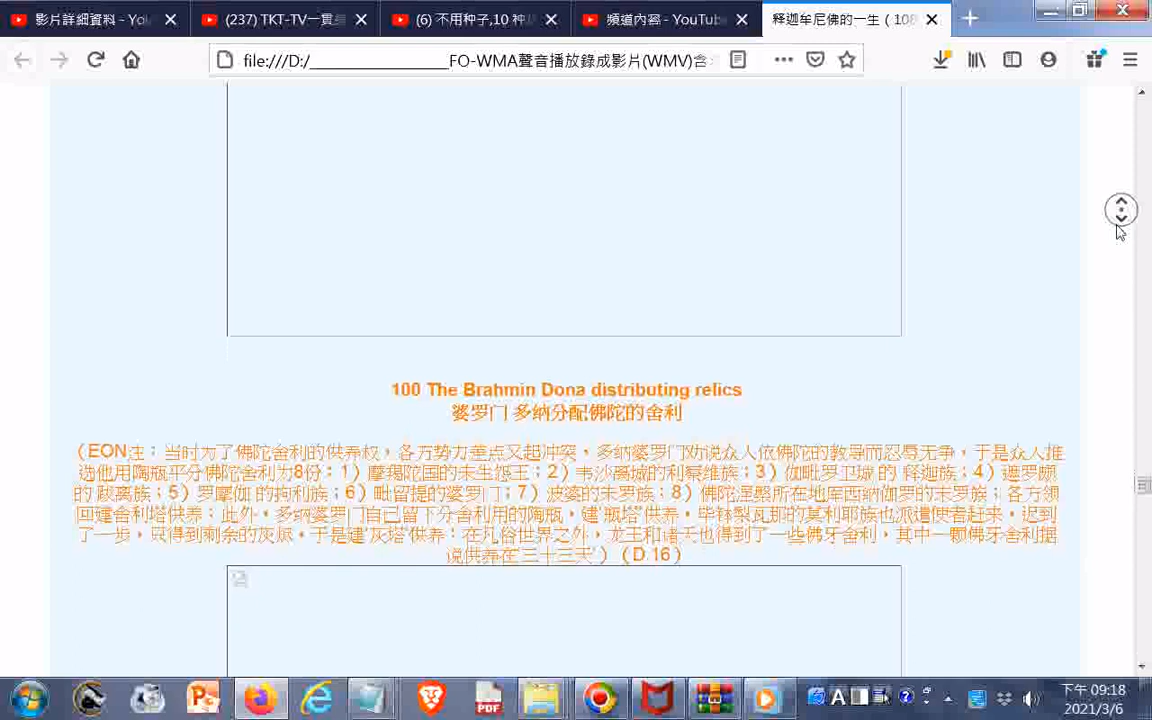 影片詳細資料 - Yo
(237) TKT-TV一貫
(6) 不用种子,10 种
頻道內容 - YouTub
释迦牟尼佛的一生（108
file:///D:/________________FO-WMA聲音播放錄成影片(WMV)含
100 The Brahmin Dona distributing relics
婆罗门 多纳分配佛陀的舍利
（EON注：当时为了佛陀舍利的供养权，各方势力差点又起冲突，多纳婆罗门劝说众人依佛陀的教导而忍辱无争，于是众人推
选他用陶瓶平分佛陀舍利为8份：1）摩羯陀国的未生怨王；2）韦沙离城的利察维族；3）伽毗罗卫城 的 释迦族；4）遮罗颇
的 跋离族；5）罗摩伽 的拘利族；6）毗留提的婆罗门；7）波婆的末罗族；8）佛陀涅槃所在地库西纳伽罗的末罗族；各方领
回建舍利塔供养；此外，多纳婆罗门自己留下分舍利用的陶瓶，建'瓶塔'供养，毕钵梨瓦那的莫利耶族也派遣使者赶来，迟到
了一步，只得到剩余的灰烬，于是建'灰塔'供养；在凡俗世界之外，龙王和诸天也得到了一些佛牙舍利，其中一颗佛牙舍利据
说供养在'三十三天'）（D.16）
PDF
A
下午 09:18
2021/3/6